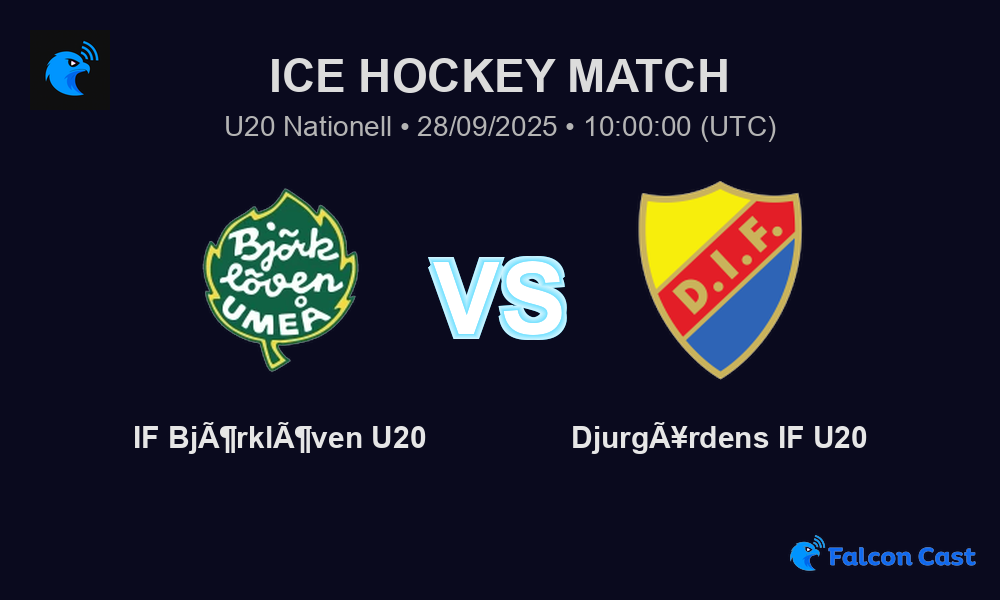 ICE HOCKEY MATCH
U20 Nationell • 28/09/2025 • 10:00:00 (UTC)
Björk
löven
UMEÅ
VS
D.I.F.
IF BjÃ¶rklÃ¶ven U20
DjurgÃ¥rdens IF U20
Falcon Cast